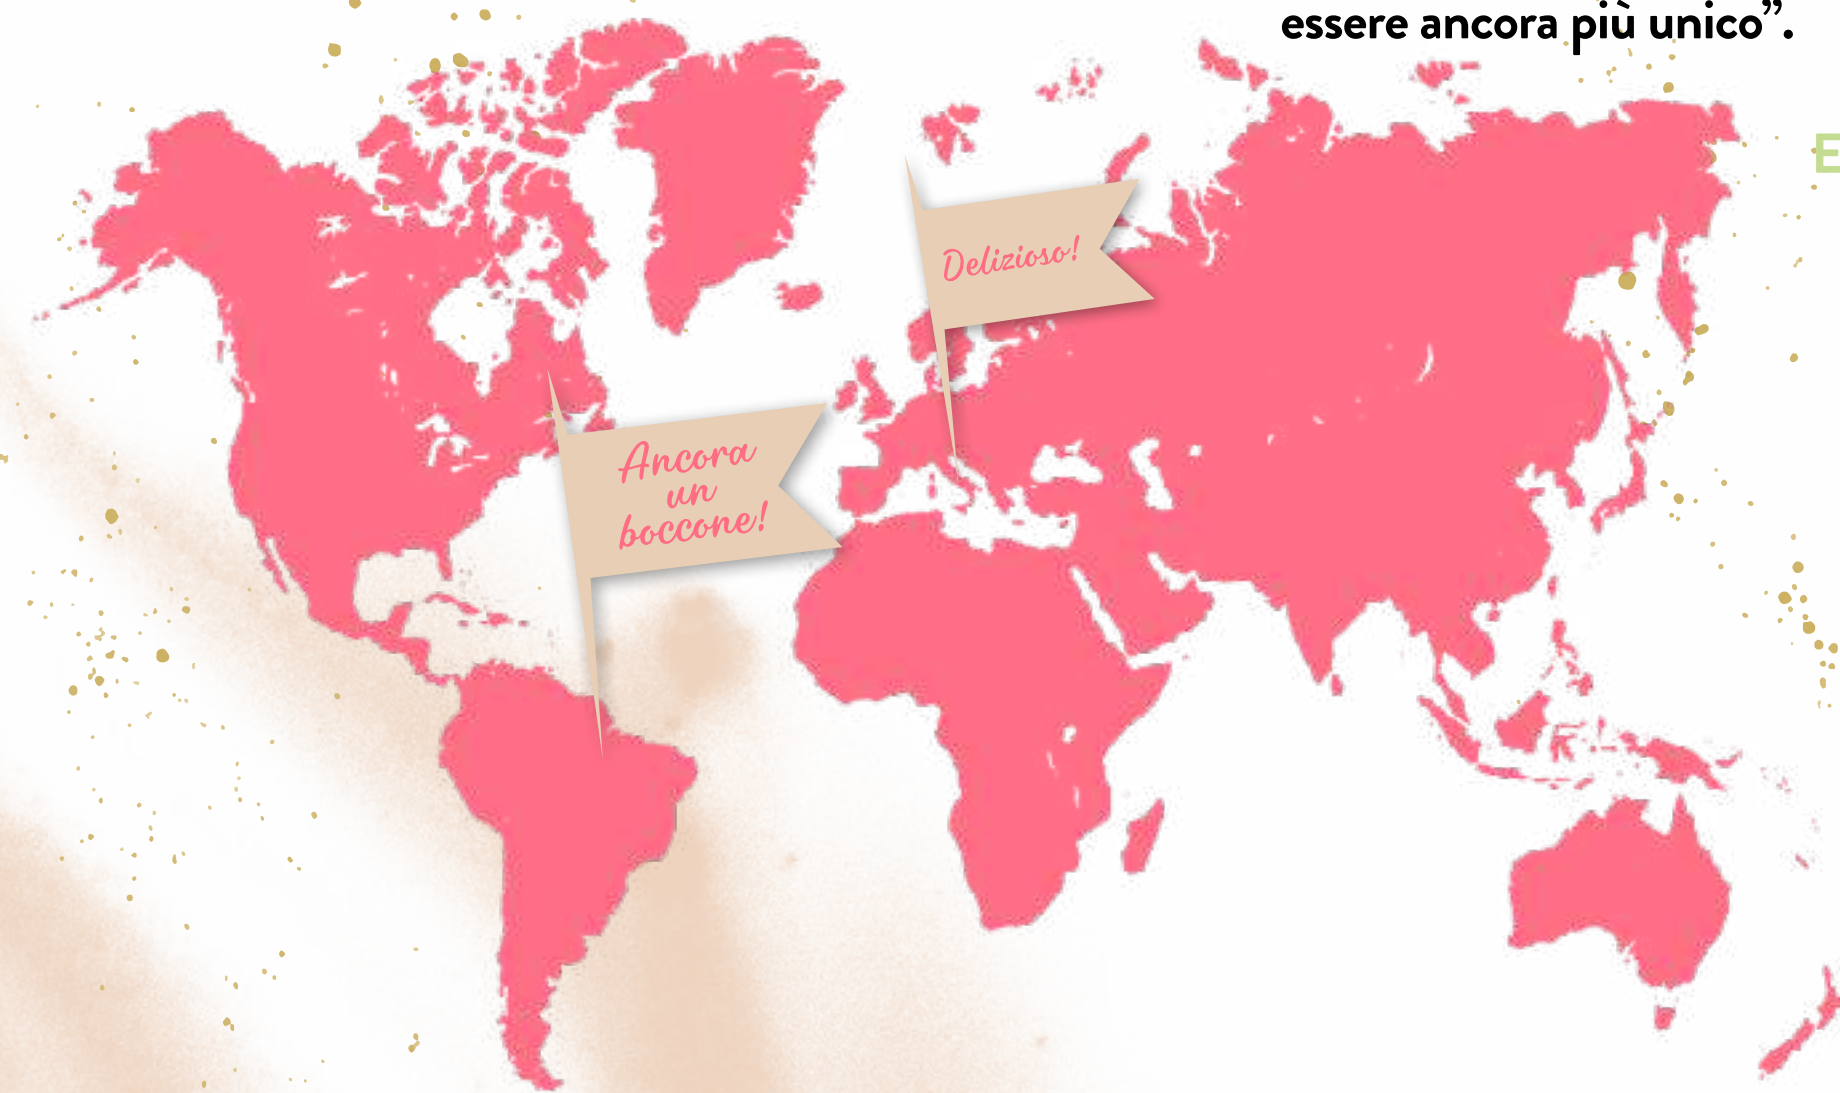 essere ancora più unico”.
E
Delizioso!
Ancora
un
boccone!